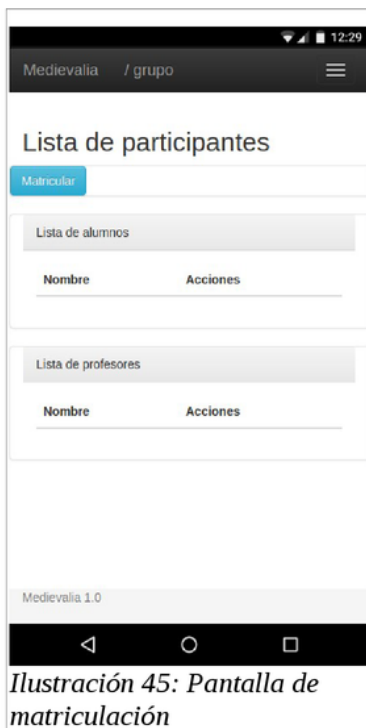 12:29
Medievalia / grupo
Lista de participantes
Matricular
Lista de alumnos
Nombre Acciones
Lista de profesores
Nombre Acciones
Medievalia 1.0
Ilustración 45: Pantalla de
matriculación